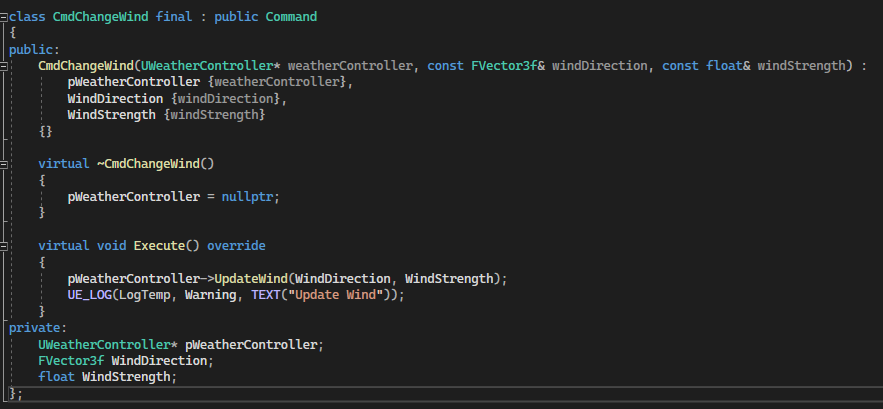 class CmdChangeWind final : public Command
{
public:
    CmdChangeWind(UWeatherController* weatherController, const FVector3f& windDirection, const float& windStrength) :
        pWeatherController {weatherController},
        WindDirection {windDirection},
        WindStrength {windStrength}
    {}

    virtual ~CmdChangeWind()
    {
        pWeatherController = nullptr;
    }

    virtual void Execute() override
    {
        pWeatherController->UpdateWind(WindDirection, WindStrength);
        UE_LOG(LogTemp, Warning, TEXT("Update Wind"));
    }
private:
    UWeatherController* pWeatherController;
    FVector3f WindDirection;
    float WindStrength;
};